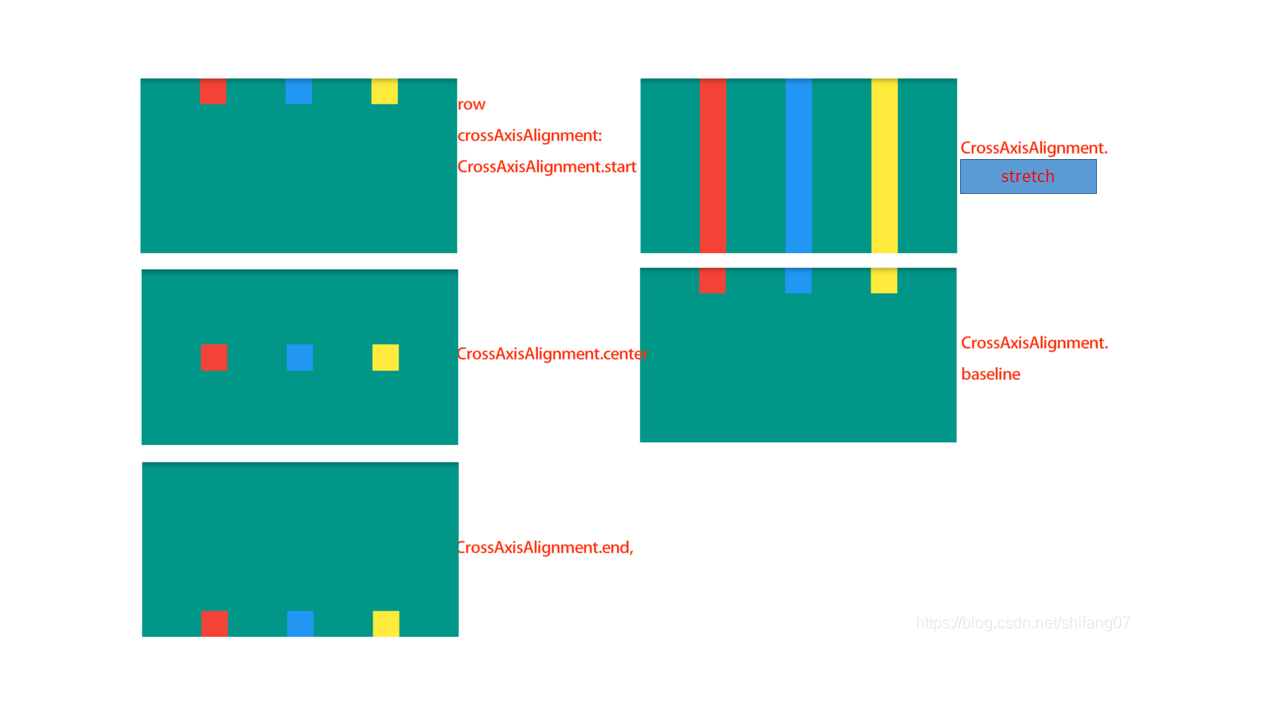 row
crossAxisAlignment:
CrossAxisAlignment.start
CrossAxisAlignment.center
CrossAxisAlignment.end,
CrossAxisAlignment.
stretch
CrossAxisAlignment.
baseline
https://blog.csdn.net/shifang07